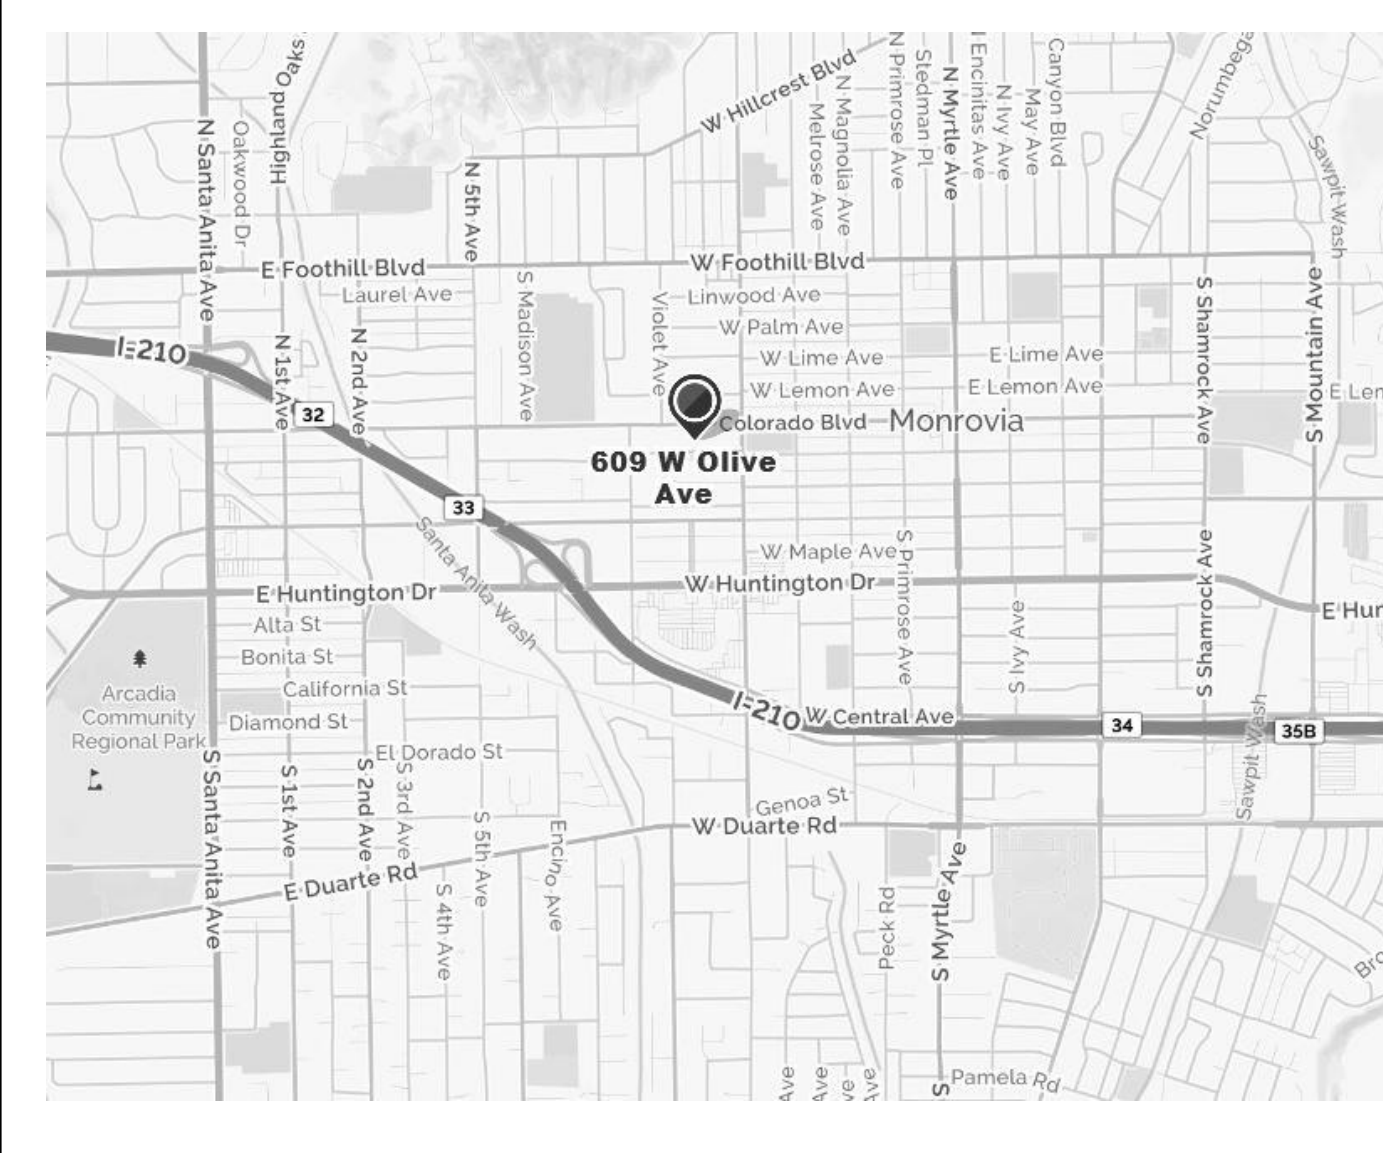 Oaks
Highland
W Hillcrest Blvd
N Santa Anita Ave
Oakwood Dr
N 5th Ave
Melrose Ave
N Magnolia Ave
N Primrose Ave
Stedman Pl
N Myrtle Ave
N Encinitas Ave
N Ivy Ave
May Ave
Canyon Blvd
Norumbega
Sawpit Wash
E Foothill Blvd
W Foothill Blvd
Laurel Ave
S Madison Ave
Violet Ave
Linwood Ave
W Palm Ave
W Lime Ave
E Lime Ave
W Lemon Ave
E Lemon Ave
E Lem
S Shamrock Ave
S Mountain Ave
I-210
N 1st Ave
N 2nd Ave
32
Colorado Blvd
Monrovia
609 W Olive
Ave
33
Santa Anita Wash
W Maple Ave
S Primrose Ave
E Huntington Dr
W Huntington Dr
E Hun
S Shamrock Ave
S Ivy Ave
Alta St
Bonita St
California St
Diamond St
El Dorado St
Arcadia
Community
Regional Park
I-210
W Central Ave
34
35B
Sawpit Wash
S Santa Anita Ave
S 1st Ave
S 2nd Ave
S 3rd Ave
S 5th Ave
Encino Ave
Genoa St
W Duarte Rd
E Duarte Rd
S 4th Ave
Peck Rd
S Myrtle Ave
Bro
Ave
Ave
Ave
Ave
S
Pamela Rd